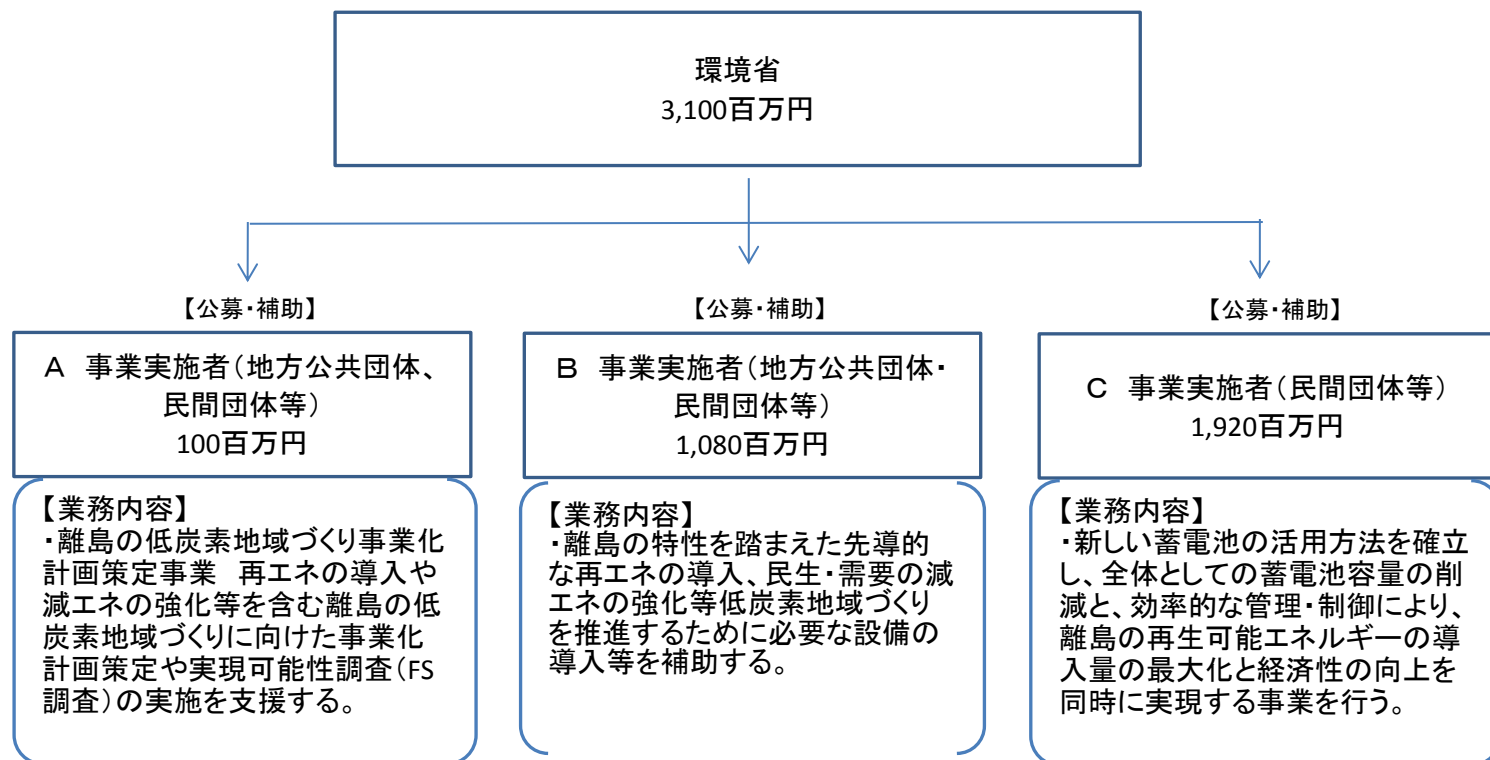 環境省
3,100百万円
【公募・補助】
A 事業実施者(地方公共団体、
民間団体等)
100百万円
【業務内容】
・離島の低炭素地域づくり事業化
計画策定事業 再エネの導入や
減エネの強化等を含む離島の低
炭素地域づくりに向けた事業化
計画策定や実現可能性調査(FS
調査)の実施を支援する。
【公募・補助】
B 事業実施者(地方公共団体・
民間団体等)
1,080百万円
【業務内容】
・離島の特性を踏まえた先導的
な再エネの導入、民生・需要の減
エネの強化等低炭素地域づくり
を推進するために必要な設備の
導入等を補助する。
【公募・補助】
C 事業実施者(民間団体等)
1,920百万円
【業務内容】
・新しい蓄電池の活用方法を確立
し、全体としての蓄電池容量の削
減と、効率的な管理・制御により、
離島の再生可能エネルギーの導
入量の最大化と経済性の向上を
同時に実現する事業を行う。